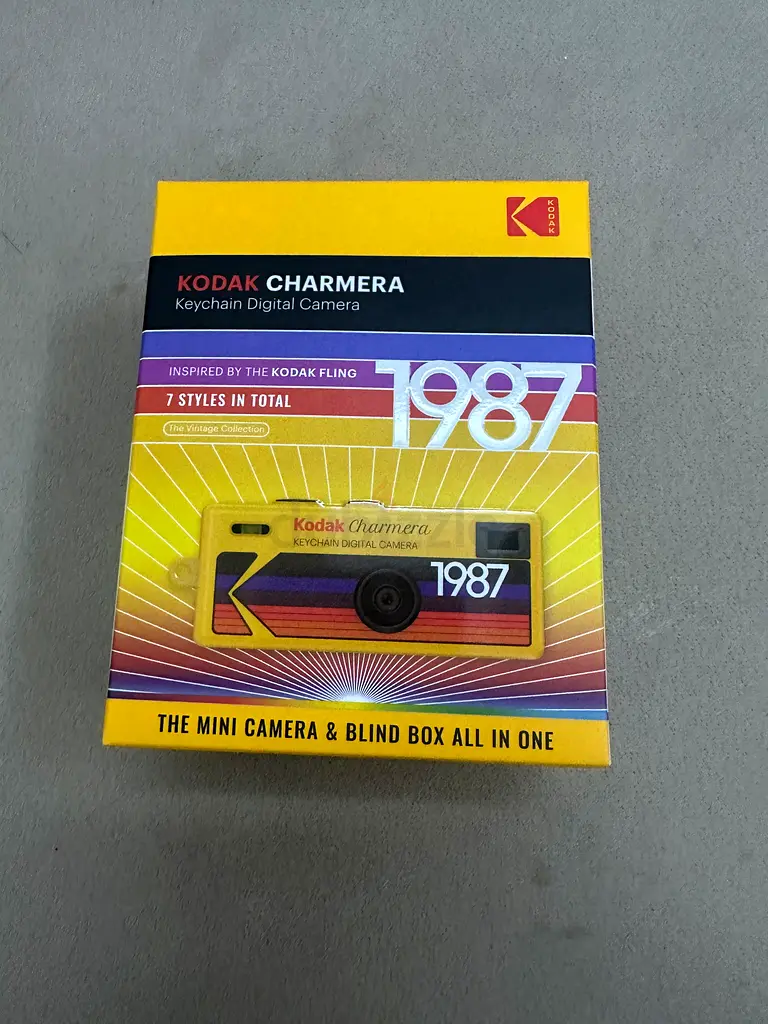 KODAK
KODAK CHARMERA
Keychain Digital Camera
INSPIRED BY THE KODAK FLING
1987
7 STYLES IN TOTAL
The Vintage Collection
Kodak Charmera
KEYCHAIN DIGITAL CAMERA
1987
THE MINI CAMERA & BLIND BOX ALL IN ONE